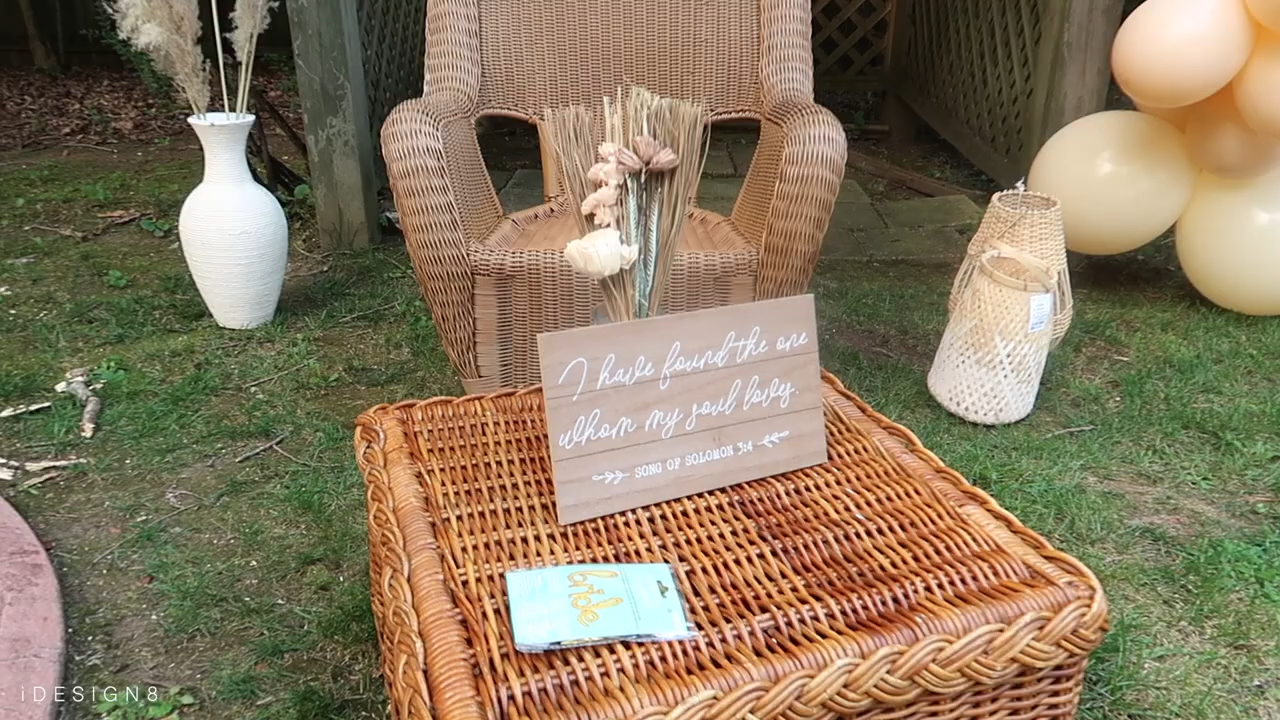 I have found the one
whom my soul loves.
SONG OF SOLOMON 3:4
bride
iDESIGN8